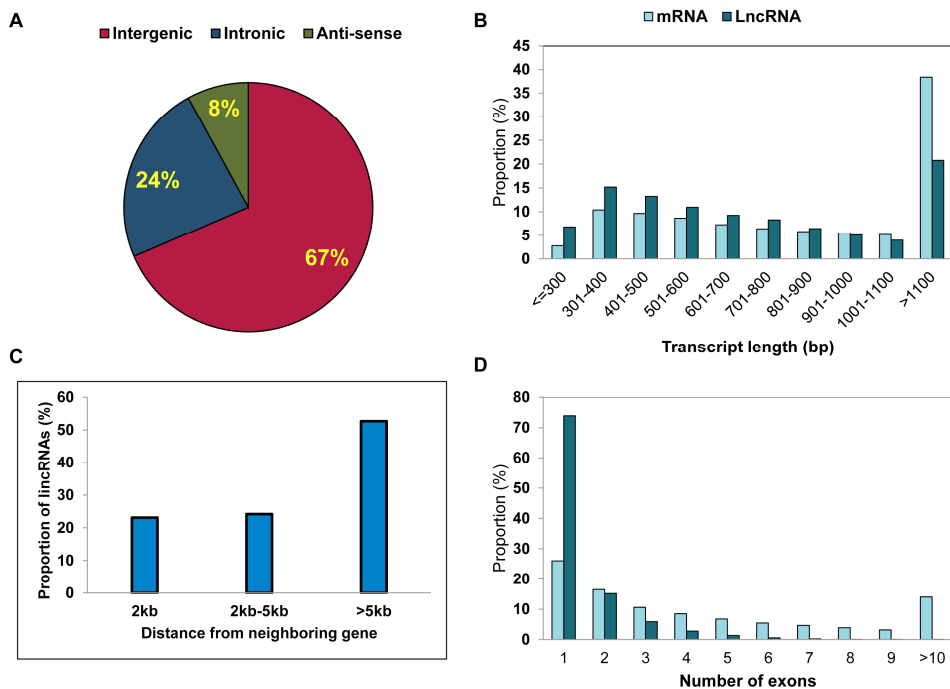 A
Intergenic Intronic Anti-sense
8%
24%
67%
B
mRNA LncRNA
Proportion (%)
45
40
35
30
25
20
15
10
5
0
<=300
301-400
401-500
501-600
601-700
701-800
801-900
901-1000
1001-1100
>1100
Transcript length (bp)
C
Proportion of lincRNAs (%)
60
50
40
30
20
10
0
2kb 2kb-5kb >5kb
Distance from neighboring gene
D
Proportion (%)
80
70
60
50
40
30
20
10
0
1 2 3 4 5 6 7 8 9 >10
Number of exons